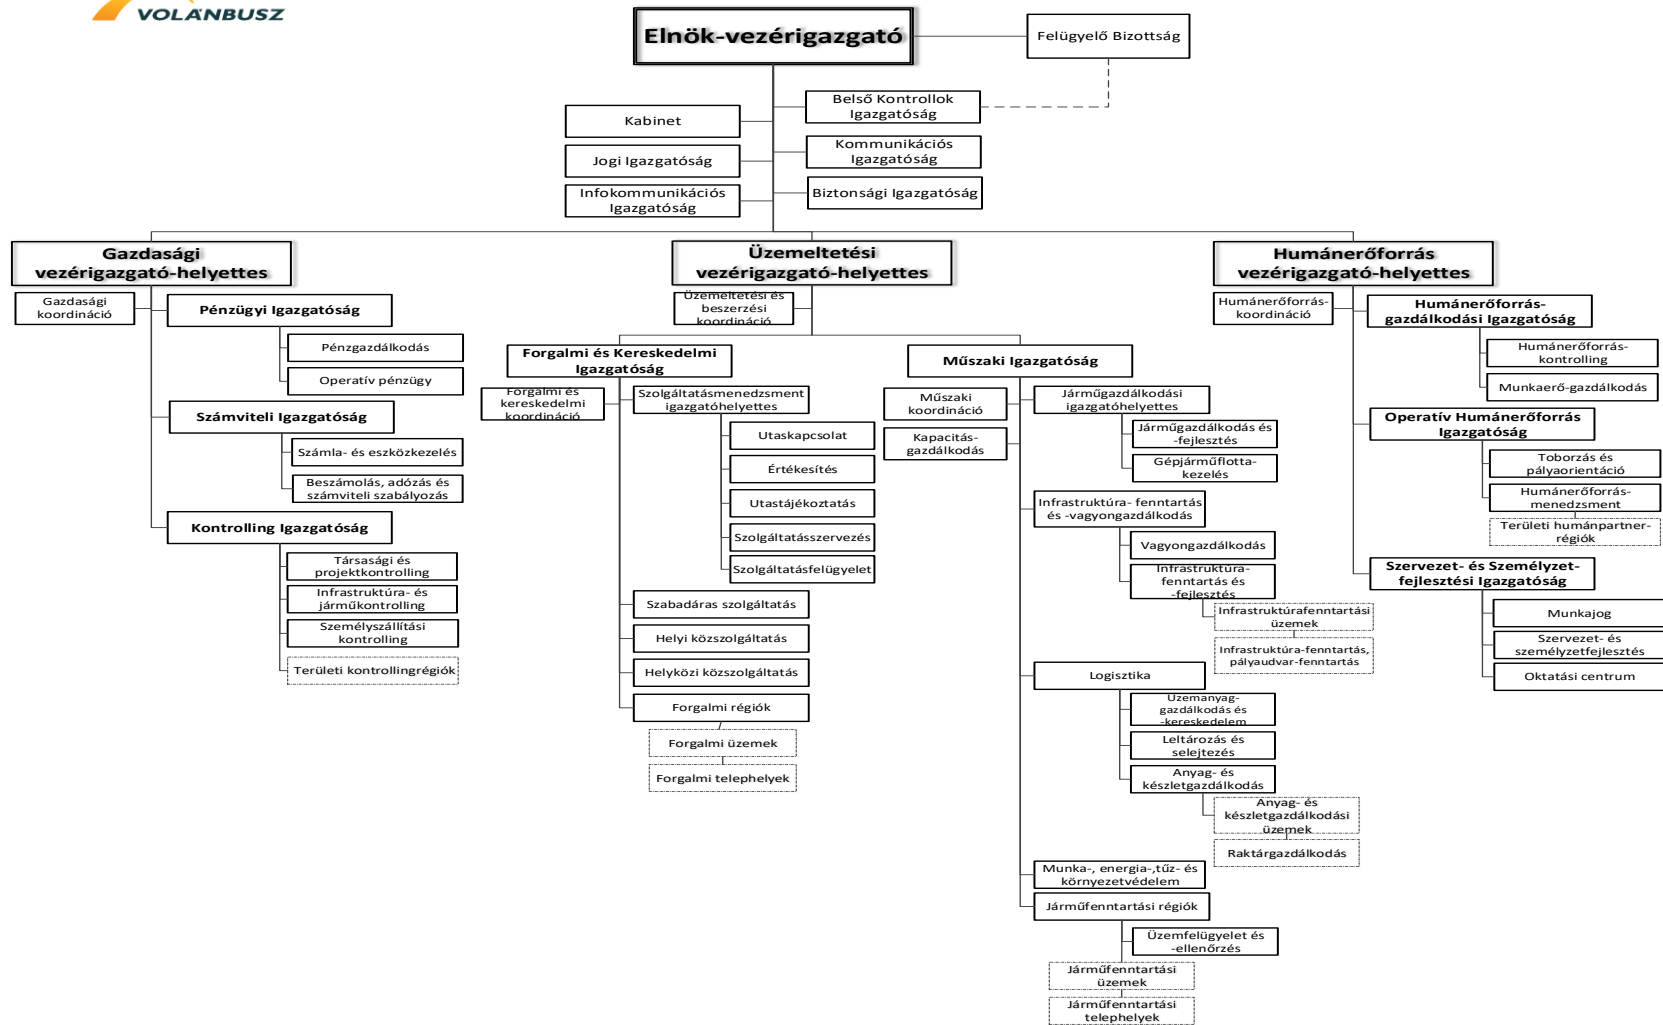 VOLÁNBUSZ
Elnök-vezérigazgató
Felügyelő Bizottság
Kabinet
Belső Kontrollok
Igazgatóság
Jogi Igazgatóság
Kommunikációs
Igazgatóság
Infokommunikációs
Igazgatóság
Biztonsági Igazgatóság
Gazdasági
vezérigazgató-helyettes
Gazdasági
koordináció
Pénzügyi Igazgatóság
Pénzgazdálkodás
Operatív pénzügy
Számviteli Igazgatóság
Számla- és eszközkezelés
Beszámolás, adózás és
számviteli szabályozás
Kontrolling Igazgatóság
Társasági és
projektkontrolling
Infrastruktúra- és
járműkontrolling
Személyszállítási
kontrolling
Területi kontrollingrégiók
Üzemeltetési
vezérigazgató-helyettes
Üzemeltetési és
beszerzési
koordináció
Forgalmi és Kereskedelmi
Igazgatóság
Forgalmi és
kereskedelmi
koordináció
Szolgáltatásmenedzsment
igazgatóhelyettes
Utaskapcsolat
Értékesítés
Utastájékoztatás
Szolgáltatásszervezés
Szolgáltatásfelügyelet
Szabadáras szolgáltatás
Helyi közszolgáltatás
Helyközi közszolgáltatás
Forgalmi régiók
Forgalmi üzemek
Forgalmi telephelyek
Műszaki Igazgatóság
Műszaki
koordináció
Kapacitás-
gazdálkodás
Járműgazdálkodási
igazgatóhelyettes
Járműgazdálkodás és
-fejlesztés
Gépjárműflotta-
kezelés
Infrastruktúra- fenntartás
és -vagyongazdálkodás
Vagyongazdálkodás
Infrastruktúra-
fenntartás és
-fejlesztés
Infrastruktúrafenntartási
üzemek
Infrastruktúra-fenntartás,
pályaudvar-fenntartás
Logisztika
Üzemanyag-
gazdálkodás és
-kereskedelem
Leltározás és
selejtezés
Anyag- és
készletgazdálkodás
Anyag- és
készletgazdálkodási
üzemek
Raktárgazdálkodás
Munka-, energia-,tűz- és
környezetvédelem
Járműfenntartási régiók
Üzemfelügyelet és
-ellenőrzés
Járműfenntartási
üzemek
Járműfenntartási
telephelyek
Humánerőforrás
vezérigazgató-helyettes
Humánerőforrás-
koordináció
Humánerőforrás-
gazdálkodási Igazgatóság
Humánerőforrás-
kontrolling
Munkaerő-gazdálkodás
Operatív Humánerőforrás
Igazgatóság
Toborzás és
pályaorientáció
Humánerőforrás-
menedzsment
Területi humánpartner-
régiók
Szervezet- és Személyzet-
fejlesztési Igazgatóság
Munkajog
Szervezet- és
személyzetfejlesztés
Oktatási centrum